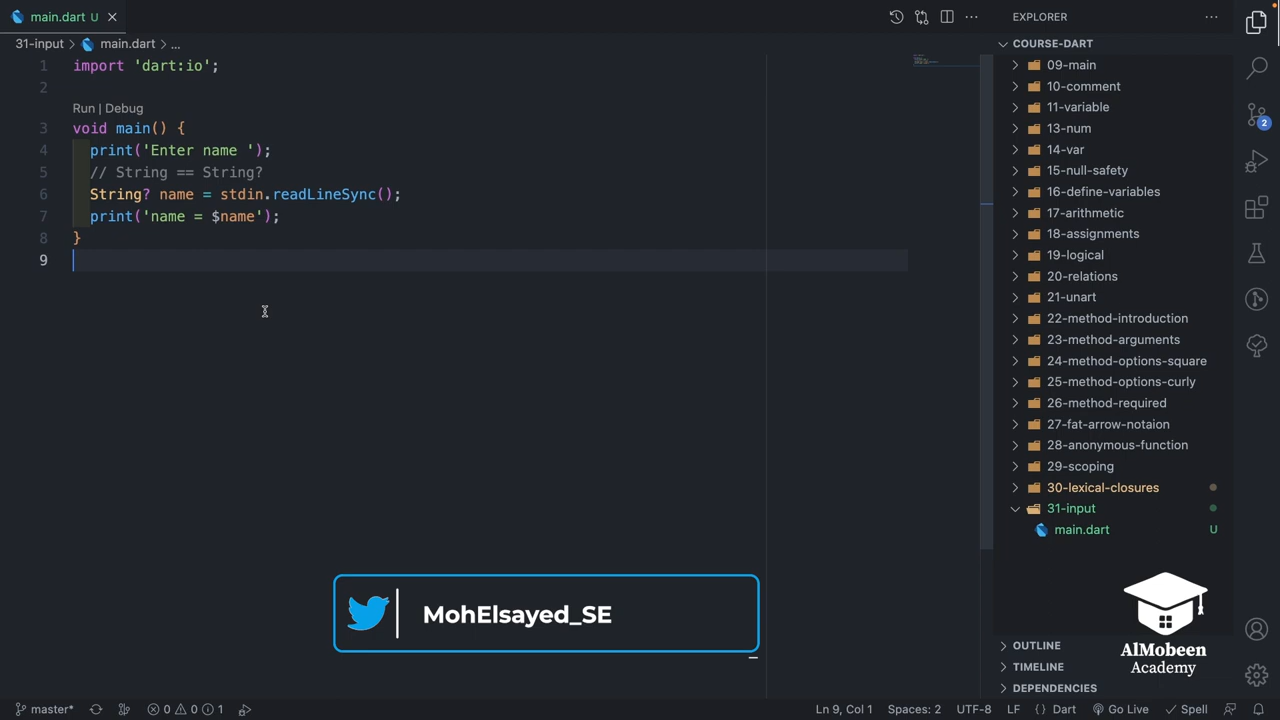 main.dart U
31-input > main.dart > ...
1 import 'dart:io';
2
Run | Debug
3 void main() {
4 print('Enter name ');
5 // String == String?
6 String? name = stdin.readLineSync();
7 print('name = $name');
8 }
9
EXPLORER
COURSE-DART
09-main
10-comment
11-variable
13-num
14-var
15-null-safety
16-define-variables
17-arithmetic
18-assignments
19-logical
20-relations
21-unart
22-method-introduction
23-method-arguments
24-method-options-square
25-method-options-curly
26-method-required
27-fat-arrow-notaion
28-anonymous-function
29-scoping
30-lexical-closures
31-input
main.dart U
OUTLINE
TIMELINE
DEPENDENCIES
2
MohElsayed_SE
AlMobeen
Academy
master* 0 0 1 Ln 9, Col 1 Spaces: 2 UTF-8 LF {} Dart Go Live Spell